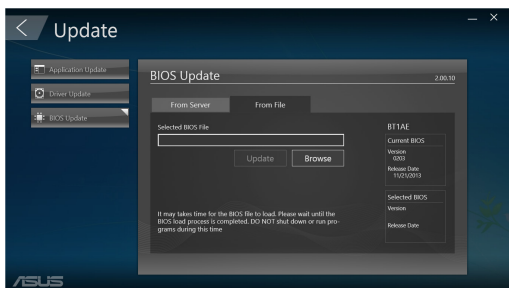 Update
Application Update
Driver Update
BIOS Update
BIOS Update
2.00.10
From Server
From File
Selected BIOS File
Update
Browse
It may takes time for the BIOS file to load. Please wait until the
BIOS load process is completed. DO NOT shut down or run pro-
grams during this time
BT1AE
Current BIOS
Version
0203
Release Date
11/21/2013
Selected BIOS
Version
Release Date
ASUS